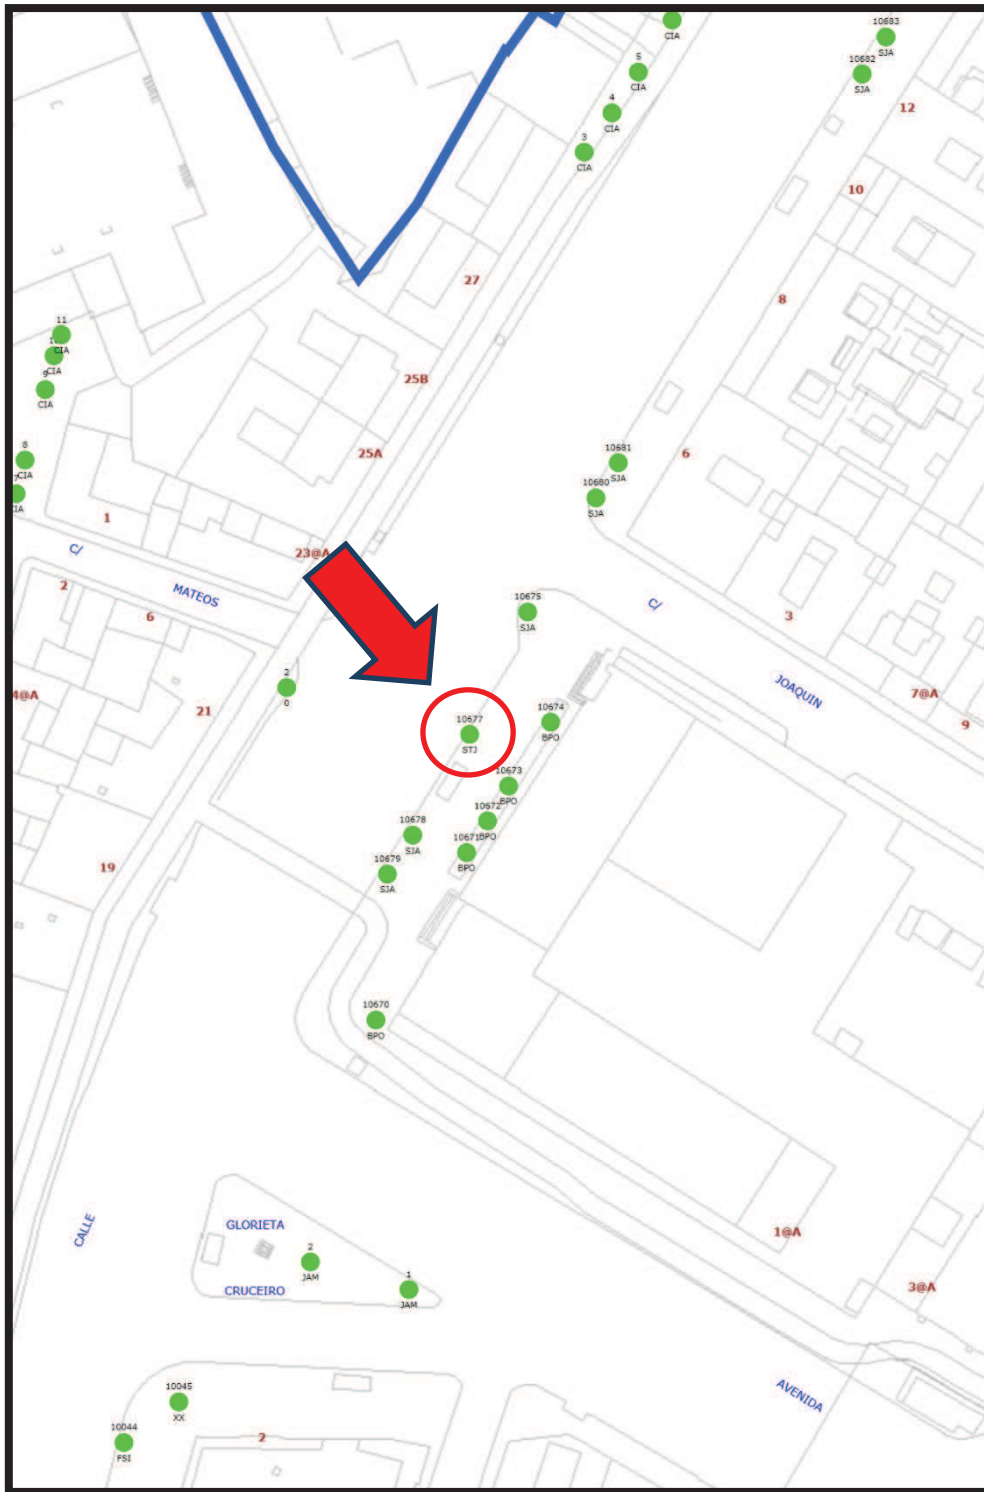 CIA
10683
SJA
5
CIA
10682
SJA
4
CIA
12
3
CIA
10
27
8
11
CIA
CIA
25B
9
CIA
25A
10681
SJA
6
8
CIA
10680
SJA
1
C/
23@A
2
MATEOS
6
10675
SJA
C/
3
2
0
4@A
21
JOAQUIN
7@A
9
10677
STJ
10674
BPO
10673
BPO
10672
BPO
10678
SJA
10671
BPO
19
10679
SJA
10670
BPO
CALLE
GLORIETA
1@A
2
JAM
CRUCEIRO
1
JAM
3@A
10045
XX
AVENIDA
10044
FSI
2